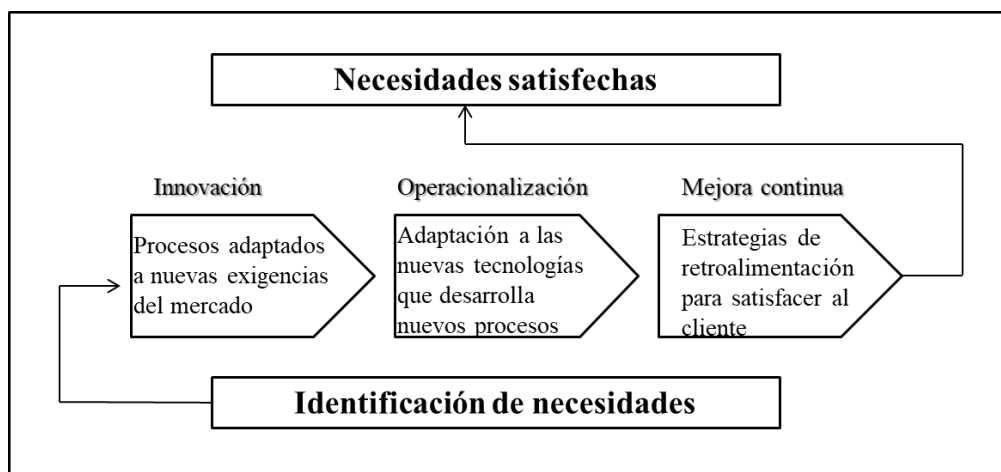 Necesidades satisfechas
Innovación
Operacionalización
Mejora continua
Procesos adaptados
a nuevas exigencias
del mercado
Adaptación a las
nuevas tecnologías
que desarrolla
nuevos procesos
Estrategias de
retroalimentación
para satisfacer al
cliente
Identificación de necesidades